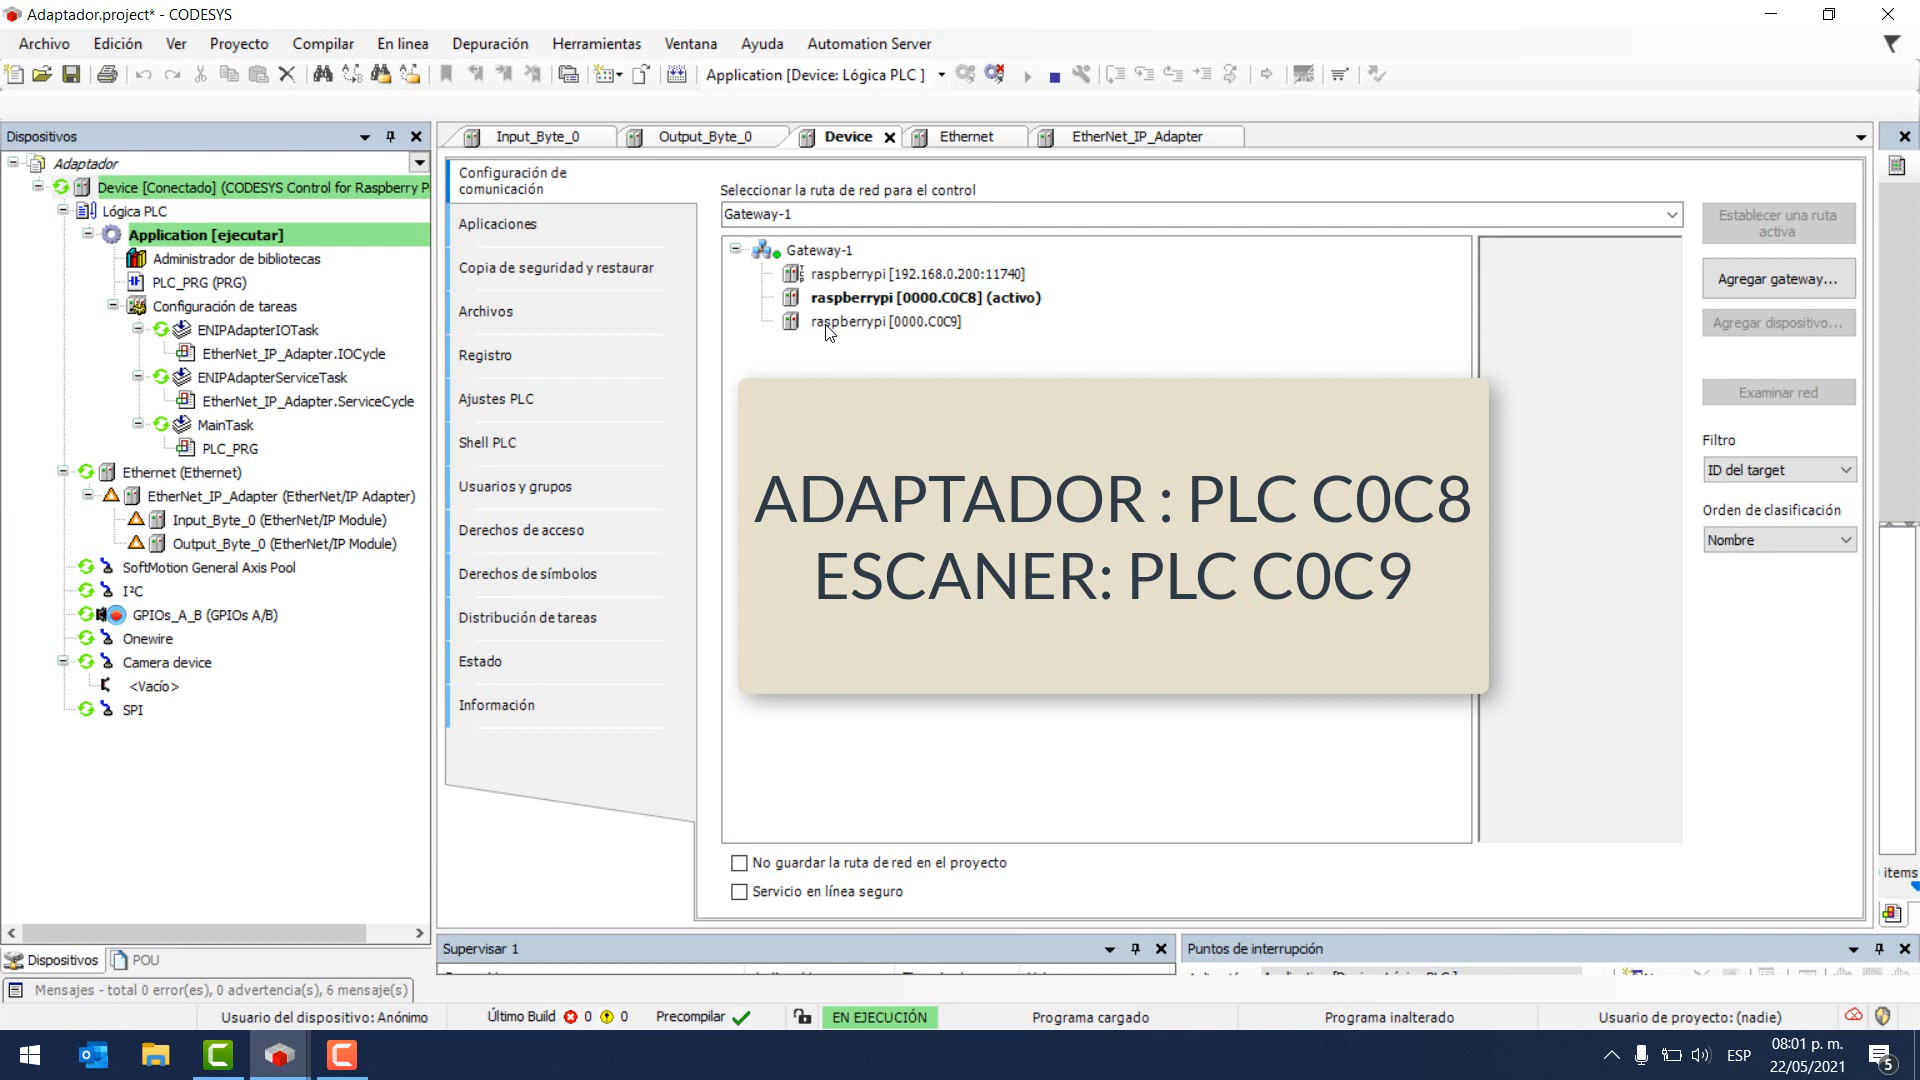 Adaptador.project* - CODESYS
Archivo Edición Ver Proyecto Compilar En linea Depuración Herramientas Ventana Ayuda Automation Server
Application [Device: Lógica PLC ]
Dispositivos
Input_Byte_0 Output_Byte_0 Device Ethernet EtherNet_IP_Adapter
Adaptador
Device [Conectado] (CODESYS Control for Raspberry P
Lógica PLC
Application [ejecutar]
Administrador de bibliotecas
PLC_PRG (PRG)
Configuración de tareas
ENIPAdapterIOTask
EtherNet_IP_Adapter.IOCycle
ENIPAdapterServiceTask
EtherNet_IP_Adapter.ServiceCycle
MainTask
PLC_PRG
Ethernet (Ethernet)
EtherNet_IP_Adapter (EtherNet/IP Adapter)
Input_Byte_0 (EtherNet/IP Module)
Output_Byte_0 (EtherNet/IP Module)
SoftMotion General Axis Pool
I²C
GPIOs_A_B (GPIOs A/B)
Onewire
Camera device
<Vacío>
SPI
Configuración de
comunicación
Aplicaciones
Copia de seguridad y restaurar
Archivos
Registro
Ajustes PLC
Shell PLC
Usuarios y grupos
Derechos de acceso
Derechos de símbolos
Distribución de tareas
Estado
Información
Seleccionar la ruta de red para el control
Gateway-1
Gateway-1
raspberrypi [192.168.0.200:11740]
raspberrypi [0000.C0C8] (activo)
raspberrypi [0000.C0C9]
ADAPTADOR : PLC C0C8
ESCANER: PLC C0C9
Establecer una ruta
activa
Agregar gateway...
Agregar dispositivo...
Examinar red
Filtro
ID del target
Orden de clasificación
Nombre
No guardar la ruta de red en el proyecto
Servicio en línea seguro
items
Supervisar 1
Puntos de interrupción
Dispositivos POU
Mensajes - total 0 error(es), 0 advertencia(s), 6 mensaje(s)
Usuario del dispositivo: Anónimo Último Build 0 0 Precompilar EN EJECUCIÓN Programa cargado Programa inalterado Usuario de proyecto: (nadie)
ESP
08:01 p. m.
22/05/2021
5